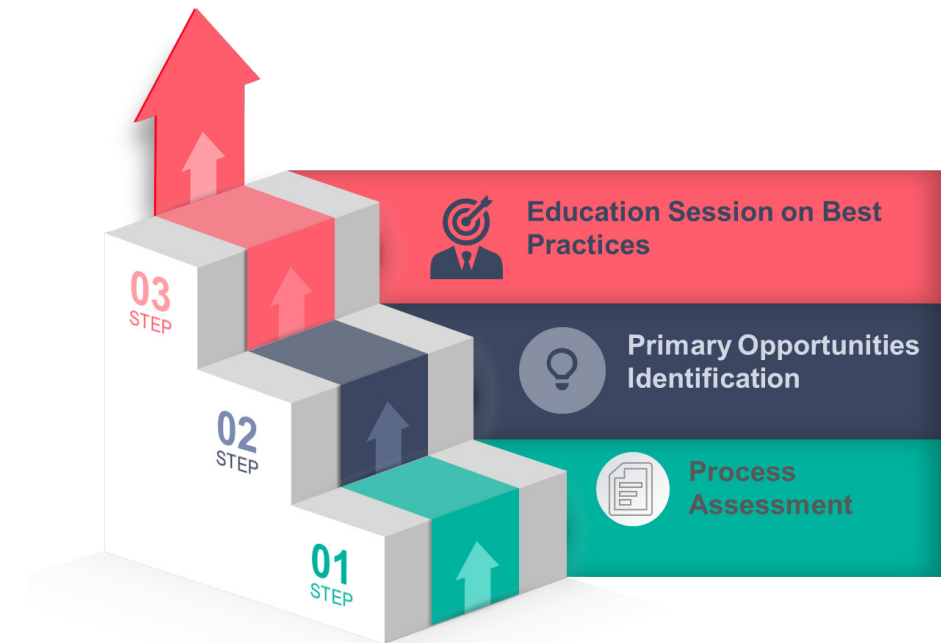 Education Session on Best
Practices
03
STEP
Primary Opportunities
Identification
02
STEP
Process
Assessment
01
STEP